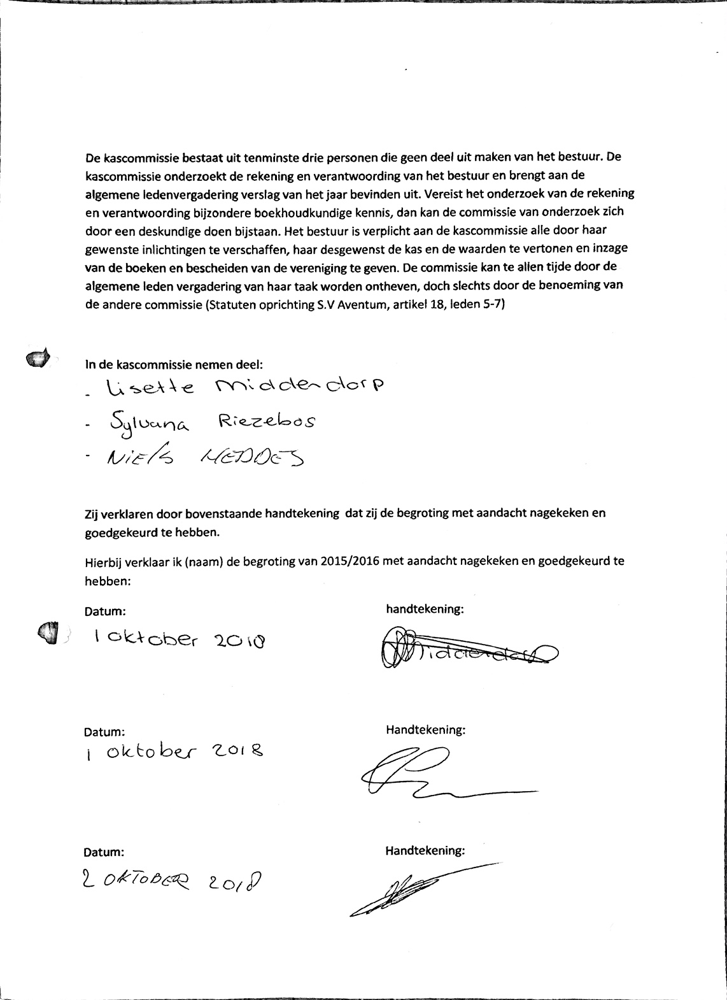 De kascommissie bestaat uit tenminste drie personen die geen deel uit maken van het bestuur. De
kascommissie onderzoekt de rekening en verantwoording van het bestuur en brengt aan de
algemene ledenvergadering verslag van het jaar bevinden uit. Vereist het onderzoek van de rekening
en verantwoording bijzondere boekhoudkundige kennis, dan kan de commissie van onderzoek zich
door een deskundige doen bijstaan. Het bestuur is verplicht aan de kascommissie alle door haar
gewenste inlichtingen te verschaffen, haar desgewenst de kas en de waarden te vertonen en inzage
van de boeken en bescheiden van de vereniging te geven. De commissie kan te allen tijde door de
algemene leden vergadering van haar taak worden ontheven, doch slechts door de benoeming van
de andere commissie (Statuten oprichting S.V Aventum, artikel 18, leden 5-7)
In de kascommissie nemen deel:
- Lisette Middendorp
- Sylvana Riezebos
- NiElS HEDDES
Zij verklaren door bovenstaande handtekening dat zij de begroting met aandacht nagekeken en
goedgekeurd te hebben.
Hierbij verklaar ik (naam) de begroting van 2015/2016 met aandacht nagekeken en goedgekeurd te
hebben:
Datum: handtekening:
1 oktober 2018 Middendorp
Datum: Handtekening:
1 oktober 2018
Datum: Handtekening:
2 OKTOBER 2018